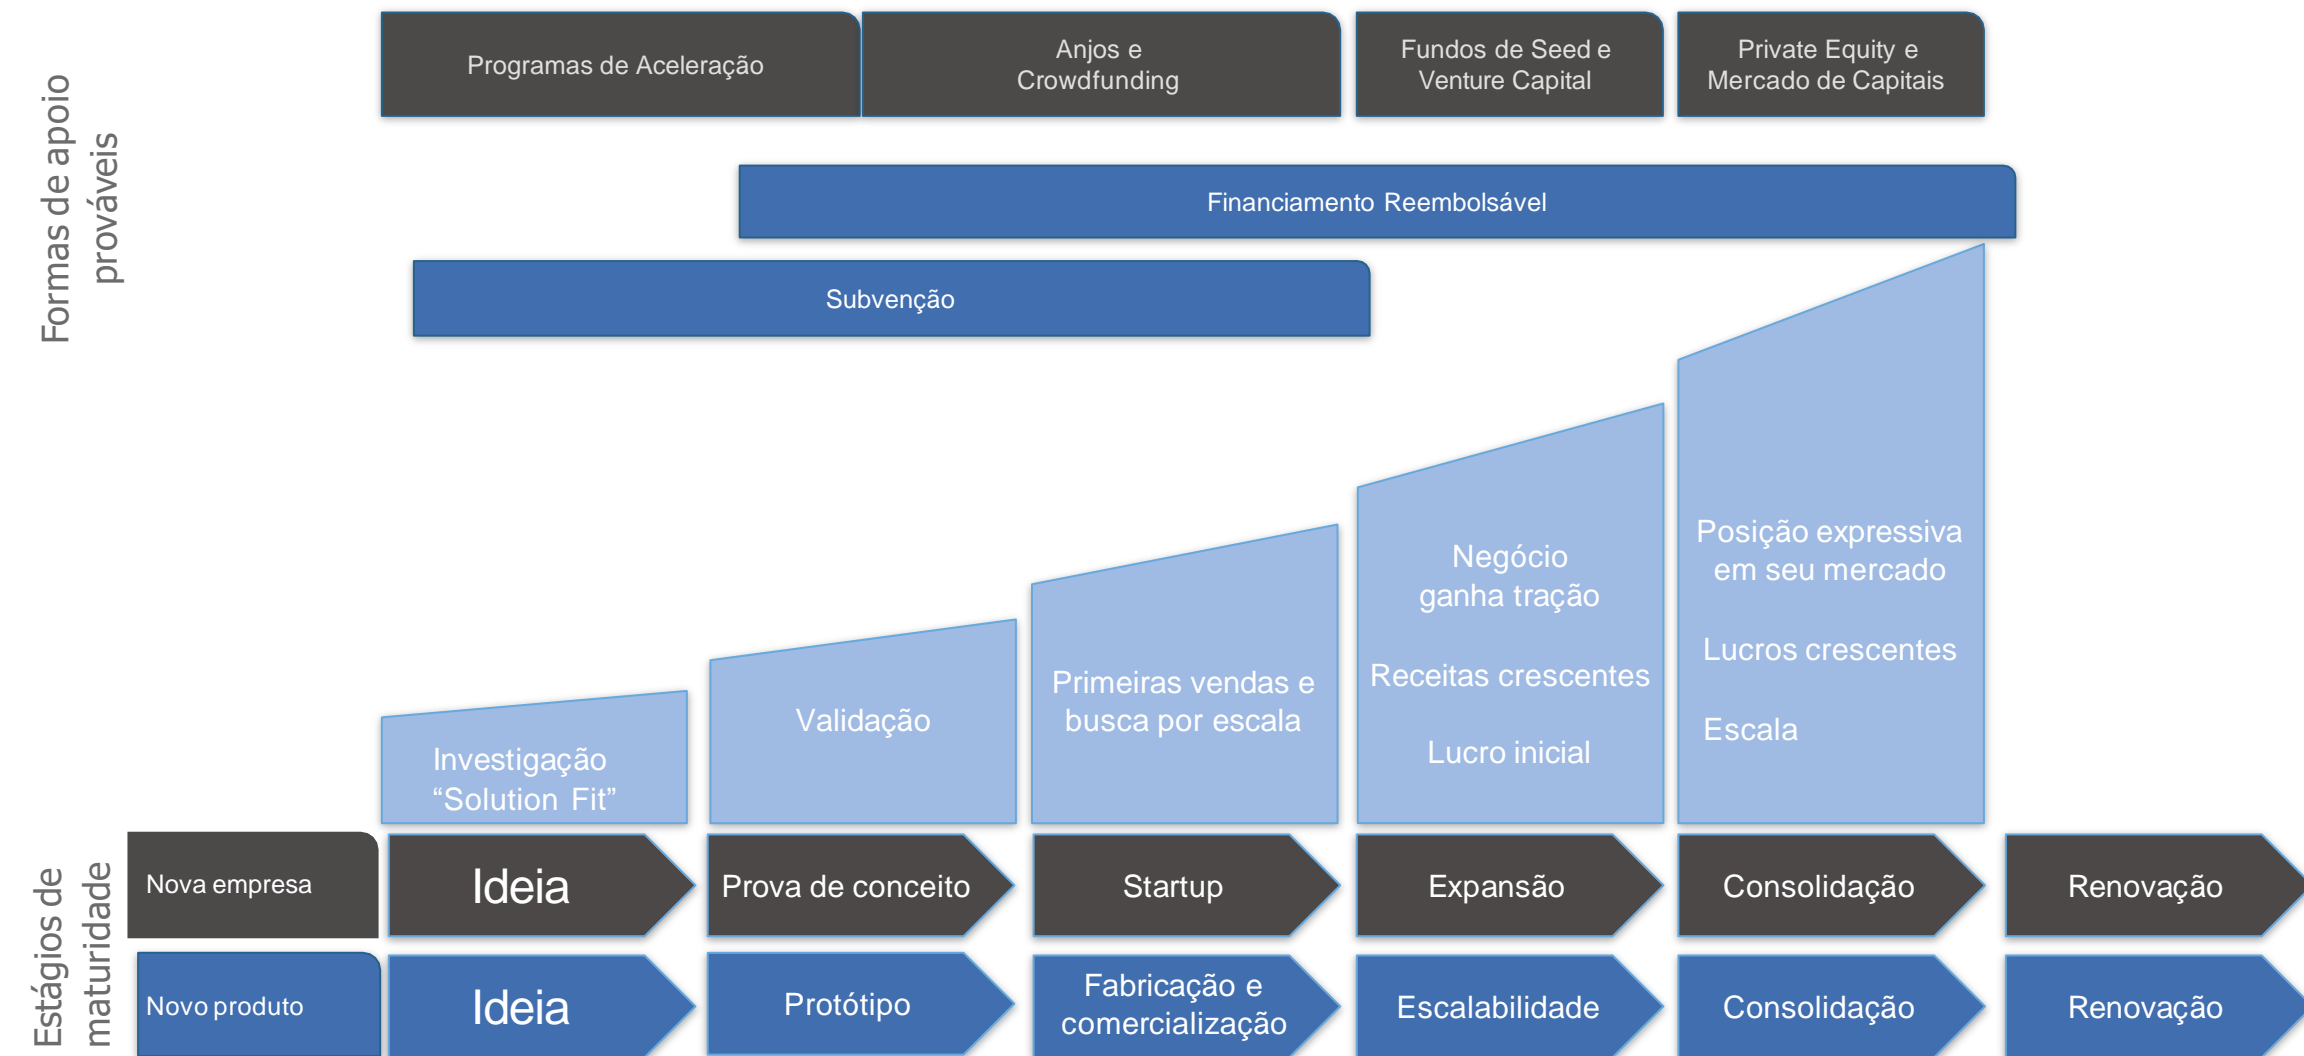 Formas de apoio
prováveis
Programas de Aceleração
Anjos e
Crowdfunding
Fundos de Seed e
Venture Capital
Private Equity e
Mercado de Capitais
Financiamento Reembolsável
Subvenção
Investigação
“Solution Fit”
Validação
Primeiras vendas e
busca por escala
Negócio
ganha tração
Receitas crescentes
Lucro inicial
Posição expressiva
em seu mercado
Lucros crescentes
Escala
Estágios de
maturidade
Nova empresa
Ideia
Prova de conceito
Startup
Expansão
Consolidação
Renovação
Novo produto
Ideia
Protótipo
Fabricação e
comercialização
Escalabilidade
Consolidação
Renovação